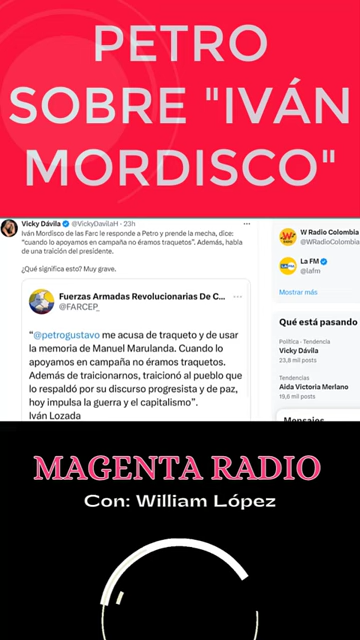 PETRO
SOBRE "IVÁN
MORDISCO"
Vicky Dávila @VickyDavilaH · 23h
Iván Mordisco de las Farc le responde a Petro y prende la mecha, dice:
“cuando lo apoyamos en campaña no éramos traquetos”. Además, habla
de una traición del presidente.
¿Qué significa esto? Muy grave.
Fuerzas Armadas Revolucionarias De C...
@FARCEP_
“@petrogustavo me acusa de traqueto y de usar
la memoria de Manuel Marulanda. Cuando lo
apoyamos en campaña no éramos traquetos.
Además de traicionarnos, traicionó al pueblo que
lo respaldó por su discurso progresista y de paz,
hoy impulsa la guerra y el capitalismo”.
Iván Lozada
W Radio Colombia
@WRadioColombia
La FM
@lafm
Mostrar más
Qué está pasando
Política · Tendencia
Vicky Dávila
23,8 mil posts
Tendencias
Aida Victoria Merlano
19,6 mil posts
Mensajes
MAGENTA RADIO
Con: William López